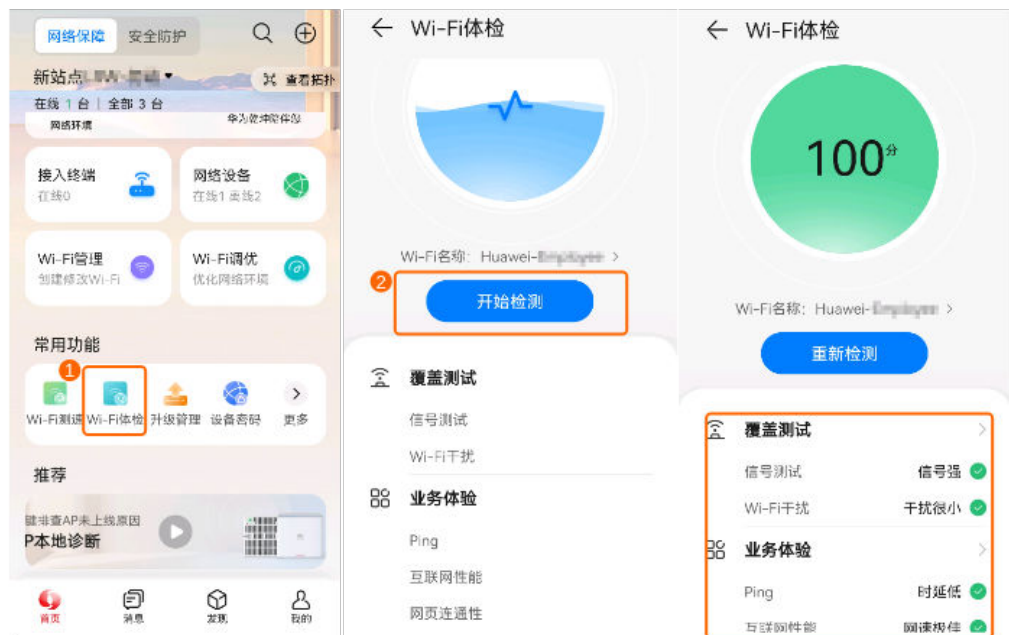 网络保障 安全防护
新站点
查看拓扑
在线 1 台 | 全部 3 台
网络环境
接入终端
在线0
网络设备
在线1 离线2
Wi-Fi管理
创建修改Wi-Fi
Wi-Fi调优
优化网络环境
常用功能
1
Wi-Fi测速 Wi-Fi体检 升级管理 设备密码 更多
推荐
键排查AP未上线原因
P本地诊断
首页 消息 发现 我的
Wi-Fi体检
Wi-Fi名称: Huawei-
2
开始检测
覆盖测试
信号测试
Wi-Fi干扰
业务体验
Ping
互联网性能
网页连通性
Wi-Fi体检
100分
Wi-Fi名称: Huawei-
重新检测
覆盖测试
信号测试 信号强
Wi-Fi干扰 干扰很小
业务体验
Ping 时延低
互联网性能 网速极佳